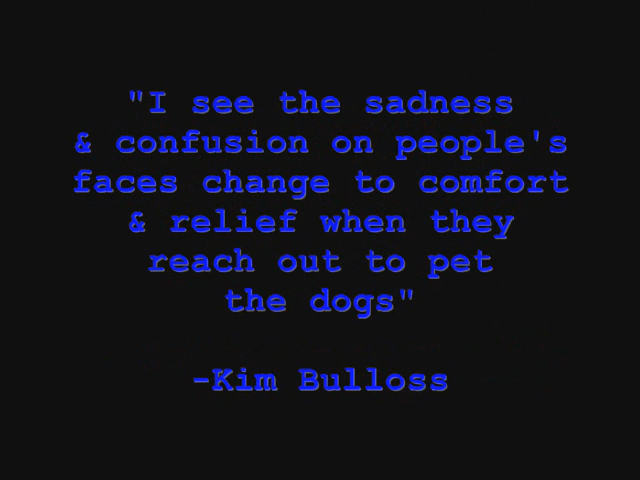 "I see the sadness
& confusion on people's
faces change to comfort
& relief when they
reach out to pet
the dogs"
-Kim Bulloss